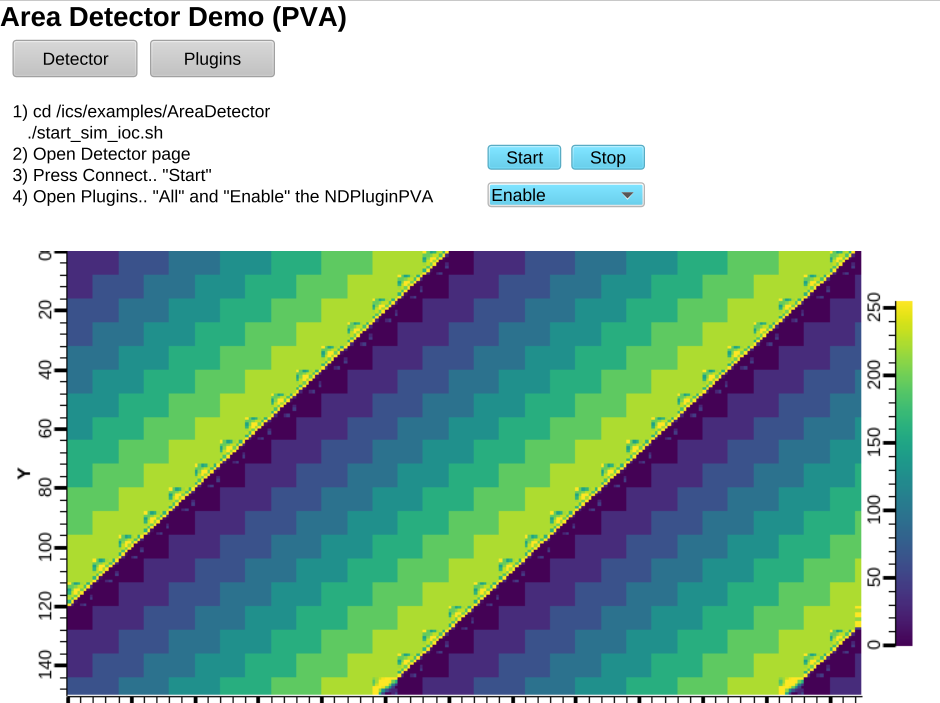 Area Detector Demo (PVA)
Detector
Plugins
1) cd /ics/examples/AreaDetector
./start_sim_ioc.sh
2) Open Detector page
3) Press Connect.. "Start"
4) Open Plugins.. "All" and "Enable" the NDPluginPVA
Start
Stop
Enable
Y
0
20
40
60
80
100
120
140
250
200
150
100
50
0